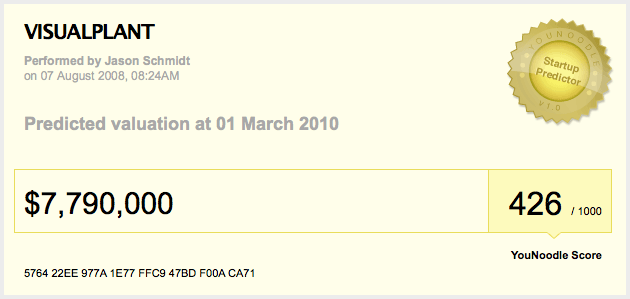 VISUALPLANT
Performed by Jason Schmidt
on 07 August 2008, 08:24AM
YOUNOODLE
Startup
Predictor
V1.0
Predicted valuation at 01 March 2010
$7,790,000
426 / 1000
YouNoodle Score
5764 22EE 977A 1E77 FFC9 47BD F00A CA71